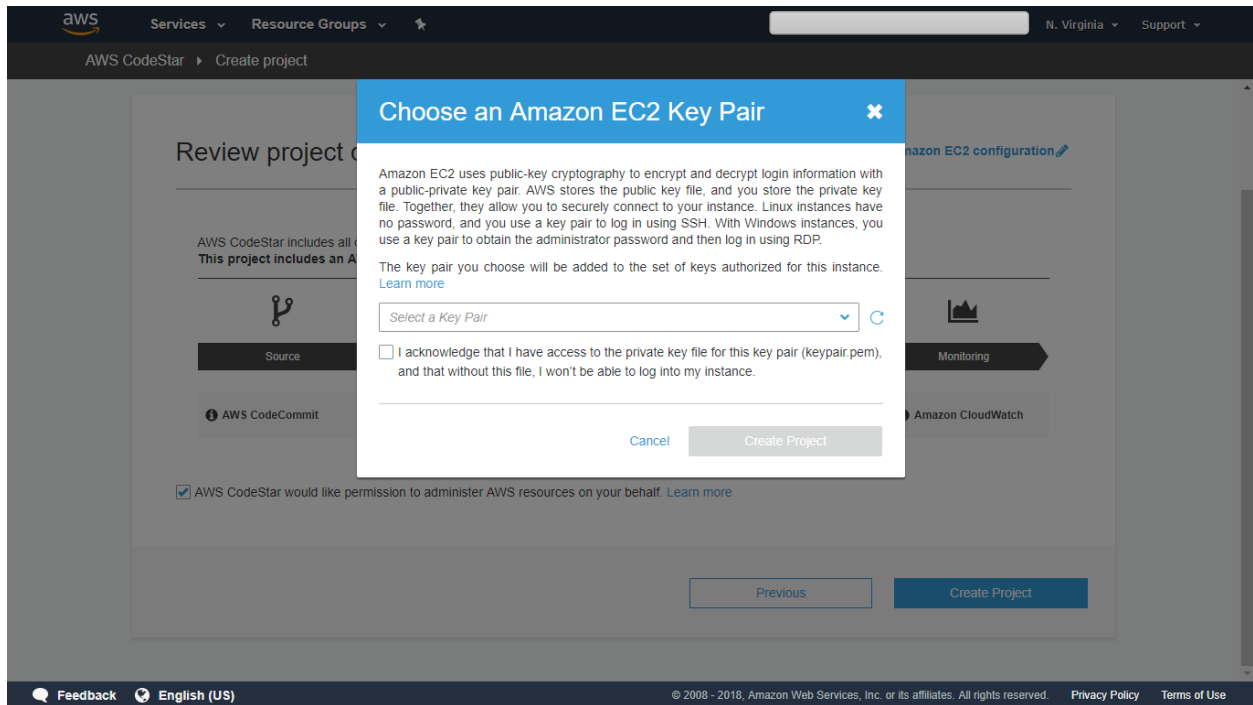 aws
Services
Resource Groups
N. Virginia
Support
AWS CodeStar
Create project
Choose an Amazon EC2 Key Pair
Review project
EC2 configuration
Amazon EC2 uses public-key cryptography to encrypt and decrypt login information with
a public-private key pair. AWS stores the public key file, and you store the private key
file. Together, they allow you to securely connect to your instance. Linux instances have
no password, and you use a key pair to log in using SSH. With Windows instances, you
use a key pair to obtain the administrator password and then log in using RDP.
The key pair you choose will be added to the set of keys authorized for this instance.
Learn more
Select a Key Pair
I acknowledge that I have access to the private key file for this key pair (keypair.pem),
and that without this file, I won't be able to log into my instance.
Cancel
Create Project
AWS CodeStar includes all
This project includes an
Source
Monitoring
AWS CodeCommit
Amazon CloudWatch
AWS CodeStar would like permission to administer AWS resources on your behalf. Learn more
Previous
Create Project
Feedback
English (US)
© 2008 - 2018, Amazon Web Services, Inc. or its affiliates. All rights reserved.
Privacy Policy
Terms of Use